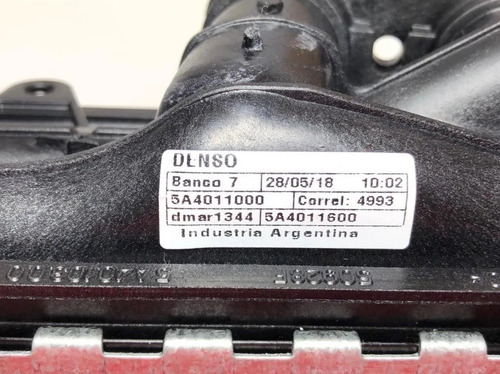 DENSO
Banco 7 28/05/18 10:02
5A4011000 Correl: 4993
dmar1344 5A4011600
Industria Argentina